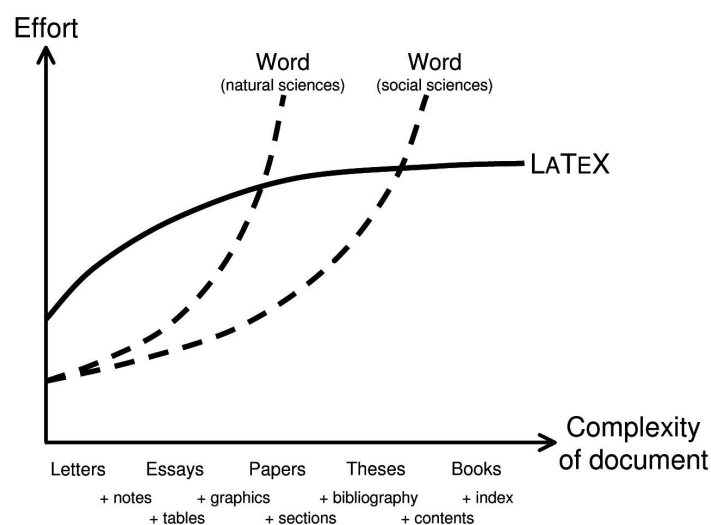 Effort
Word
(natural sciences)
Word
(social sciences)
LATEX
Complexity
of document
Letters
Essays
Papers
Theses
Books
+ notes
+ graphics
+ bibliography
+ index
+ tables
+ sections
+ contents